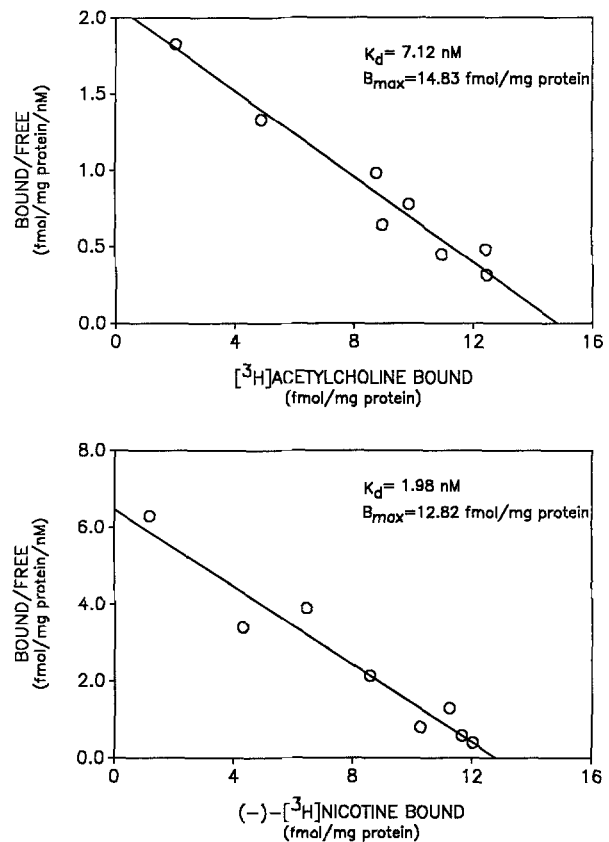 2.0
1.5
1.0
0.5
0.0
BOUND/FREE
(fmol/mg protein/nM)
Kd= 7.12 nM
Bmax=14.83 fmol/mg protein
0 4 8 12 16
[3H]ACETYLCHOLINE BOUND
(fmol/mg protein)
8.0
6.0
4.0
2.0
0.0
BOUND/FREE
(fmol/mg protein/nM)
Kd= 1.98 nM
Bmax=12.82 fmol/mg protein
0 4 8 12 16
(-)-[3H]NICOTINE BOUND
(fmol/mg protein)